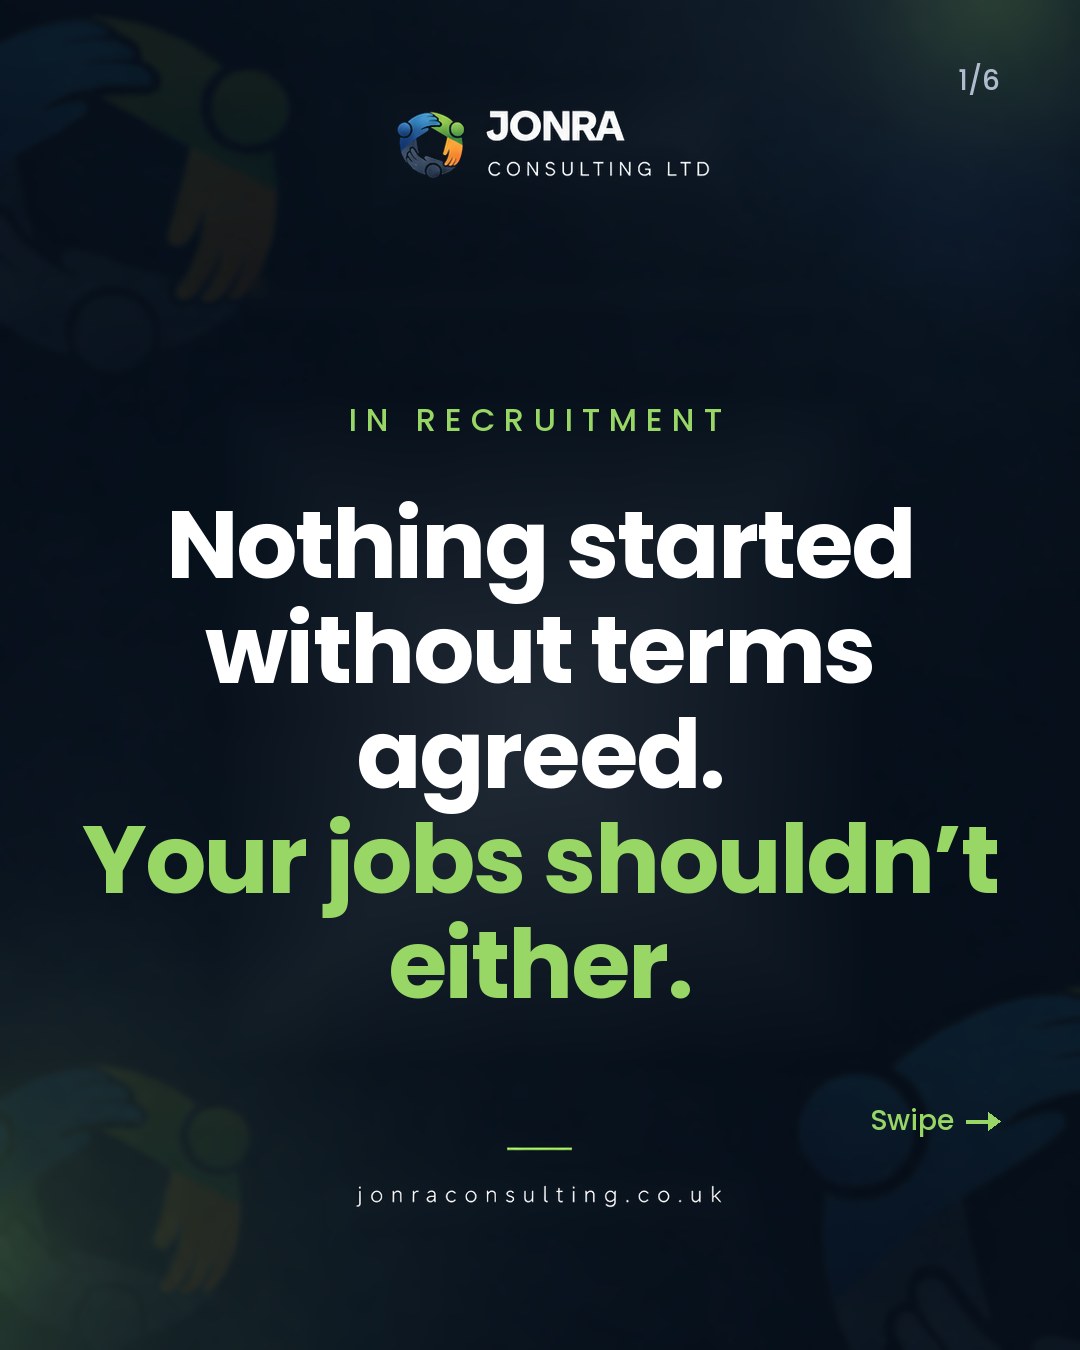 1/6
JONRA
CONSULTING LTD
IN RECRUITMENT
Nothing started
without terms
agreed.
Your jobs shouldn’t
either.
Swipe →
jonraconsulting.co.uk